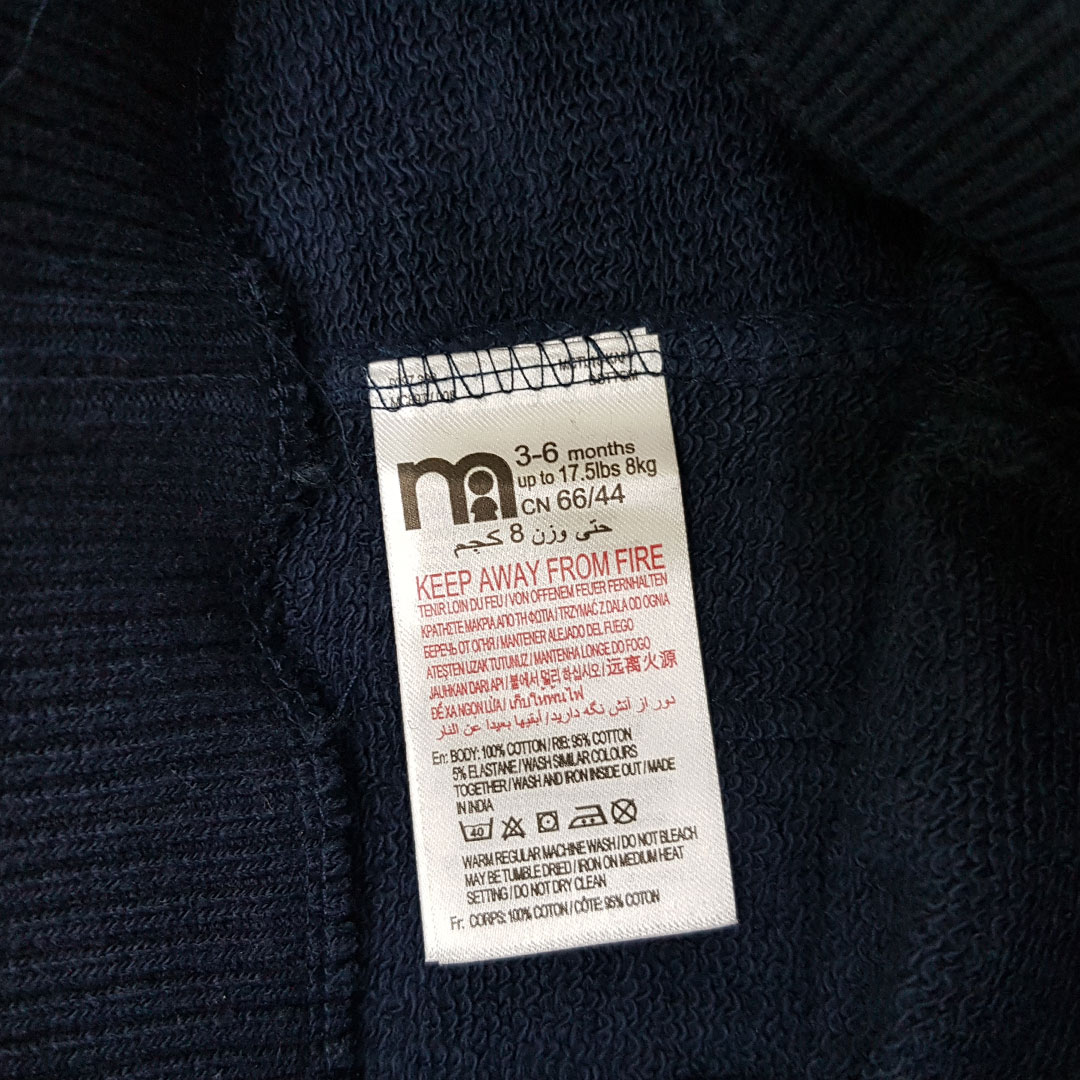 m
3-6 months
up to 17.5lbs 8kg
CN 66/44
حتى وزن 8 كجم
KEEP AWAY FROM FIRE
TENIR LOIN DU FEU / VON OFFENEM FEUER FERNHALTEN
ΚΡΑΤΗΣΤΕ ΜΑΚΡΙΑ ΑΠΟ ΤΗ ΦΩΤΙΑ / TRZYMAĆ Z DALA OD OGNIA
БЕРЕЧЬ ОТ ОГНЯ / MANTENER ALEJADO DEL FUEGO
ATEŞTEN UZAK TUTUNUZ / MANTENHA LONGE DO FOGO
JAUHKAN DARI API / 불에서 멀리 하십시오 / 远离火源
ĐỂ XA NGỌN LỬA / เก็บให้พ้นไฟ
دور از آتش نگه دارید / ابقيها بعيدا عن النار
En: BODY: 100% COTTON / RIB: 95% COTTON
5% ELASTANE / WASH SIMILAR COLOURS
TOGETHER / WASH AND IRON INSIDE OUT / MADE
IN INDIA
40
WARM REGULAR MACHINE WASH / DO NOT BLEACH
MAY BE TUMBLE DRIED / IRON ON MEDIUM HEAT
SETTING / DO NOT DRY CLEAN
Fr. CORPS: 100% COTON / CÔTE: 95% COTON